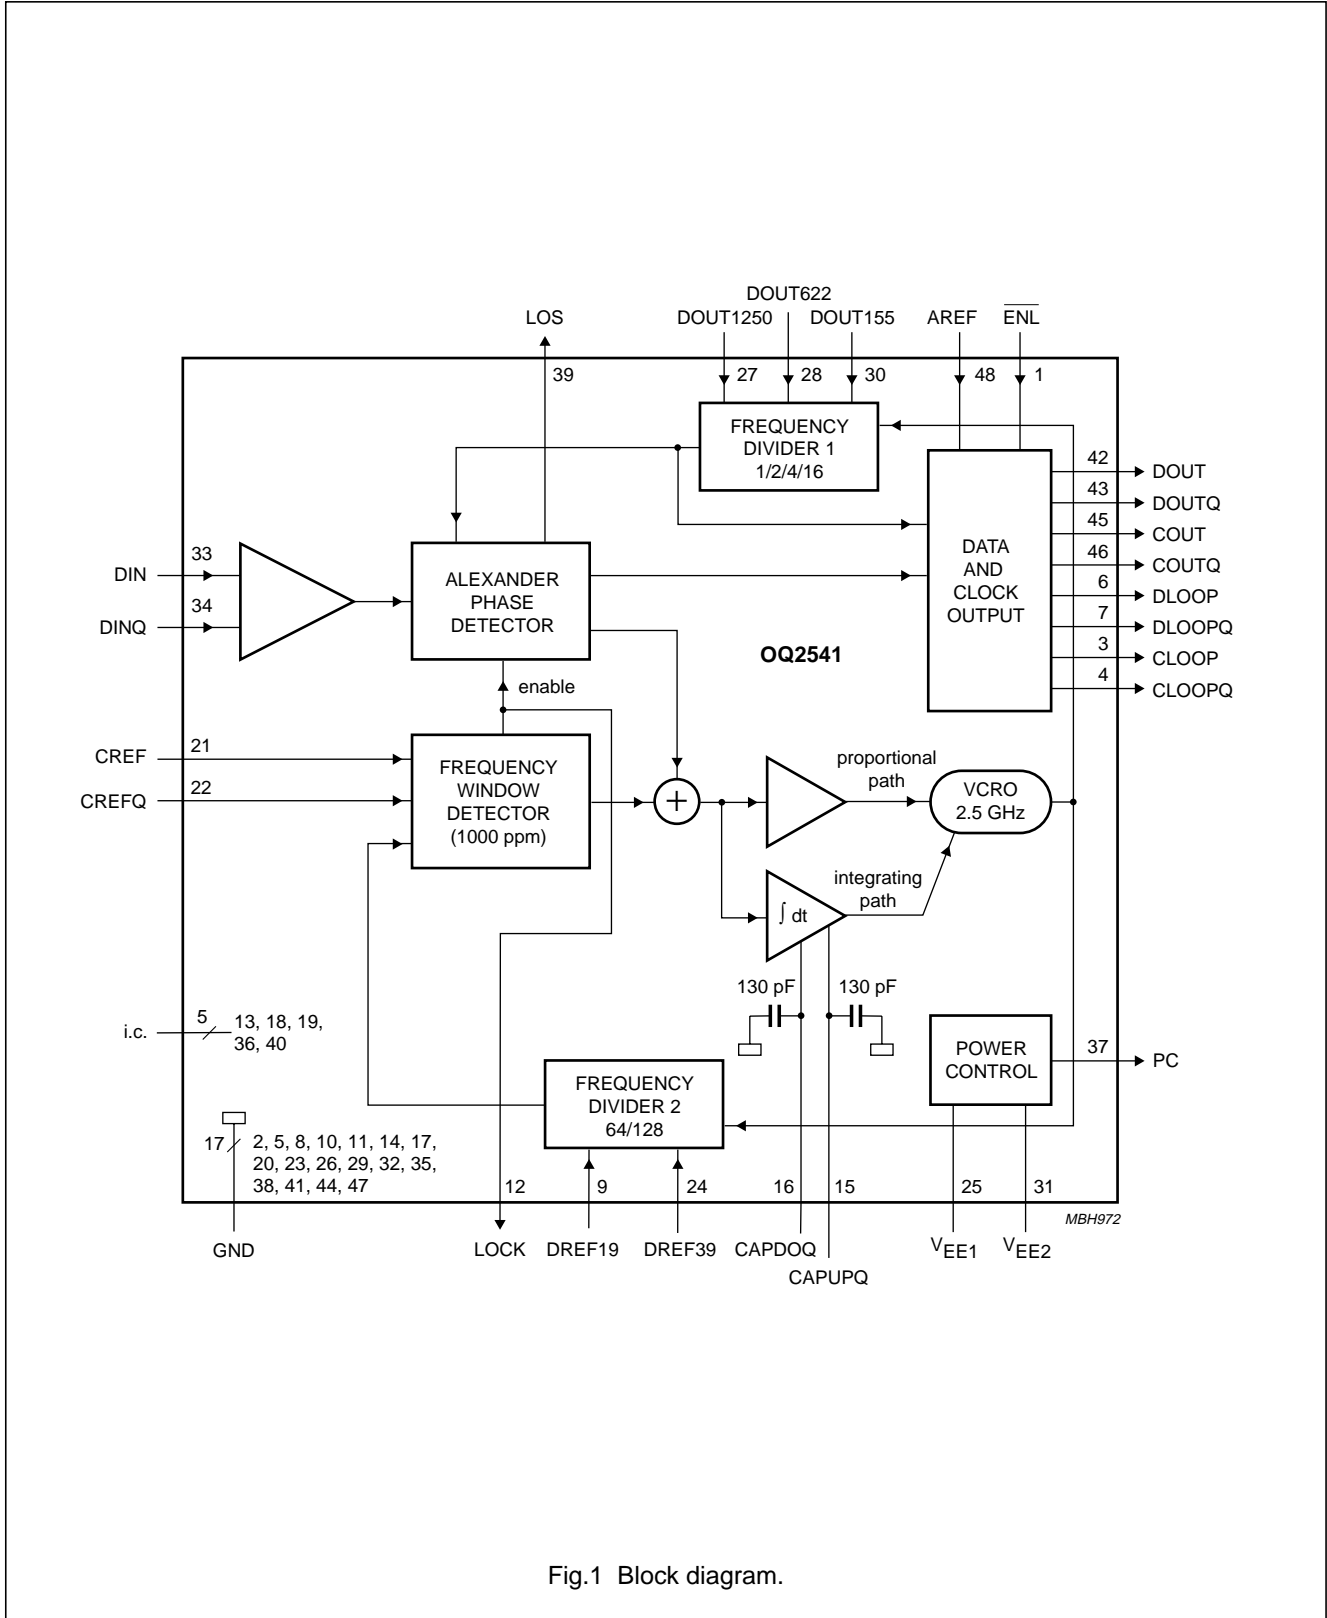 DOUT622
LOS
DOUT1250
DOUT155
AREF
ENL
39
27
28
30
48
1
FREQUENCY
DIVIDER 1
1/2/4/16
42
DOUT
43
DOUTQ
45
COUT
46
COUTQ
6
DLOOP
7
DLOOPQ
3
CLOOP
4
CLOOPQ
DATA
AND
CLOCK
OUTPUT
33
DIN
34
DINQ
ALEXANDER
PHASE
DETECTOR
OQ2541
enable
21
CREF
22
CREFQ
FREQUENCY
WINDOW
DETECTOR
(1000 ppm)
+
proportional
path
VCRO
2.5 GHz
integrating
path
∫ dt
130 pF
130 pF
i.c.
5
13, 18, 19,
36, 40
POWER
CONTROL
37
PC
FREQUENCY
DIVIDER 2
64/128
17
2, 5, 8, 10, 11, 14, 17,
20, 23, 26, 29, 32, 35,
38, 41, 44, 47
12
9
24
16
15
25
31
MBH972
GND
LOCK
DREF19
DREF39
CAPDOQ
CAPUPQ
VEE1
VEE2
Fig.1 Block diagram.